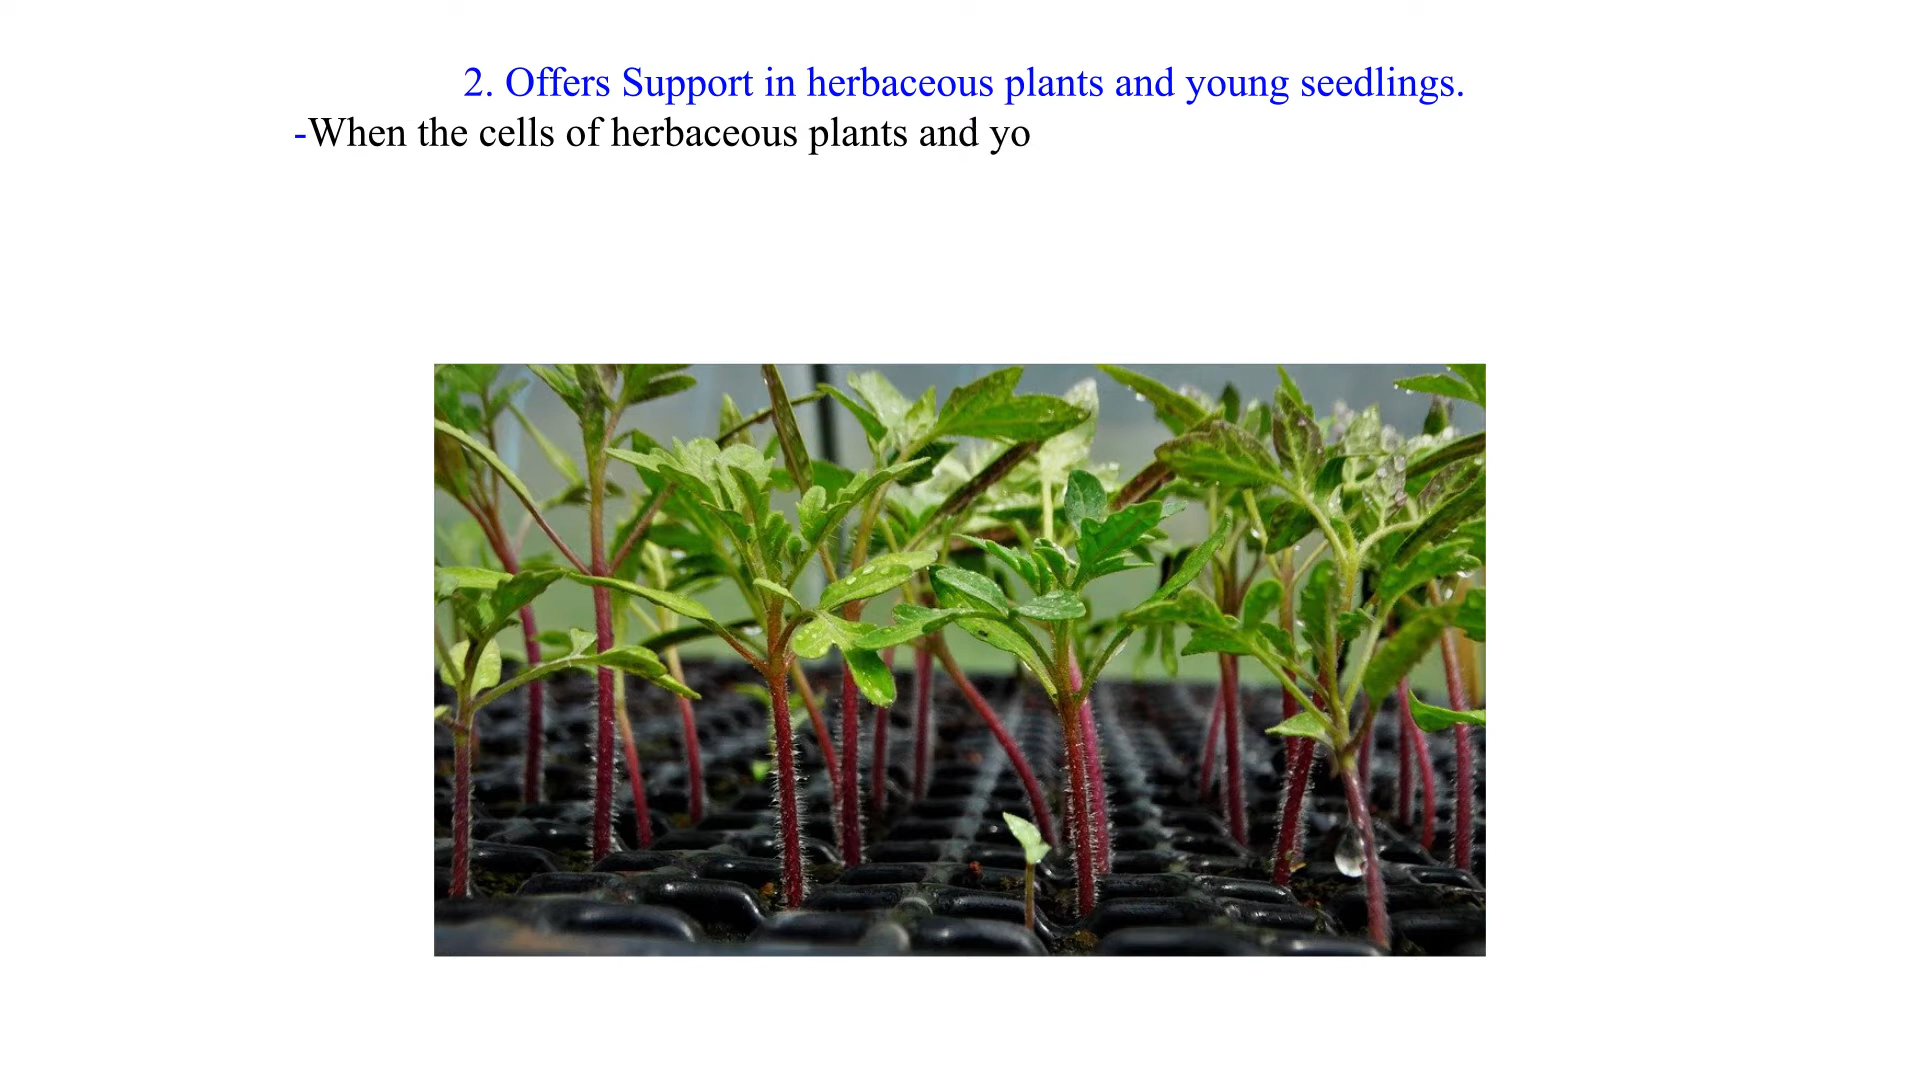 2. Offers Support in herbaceous plants and young seedlings.
-When the cells of herbaceous plants and yo